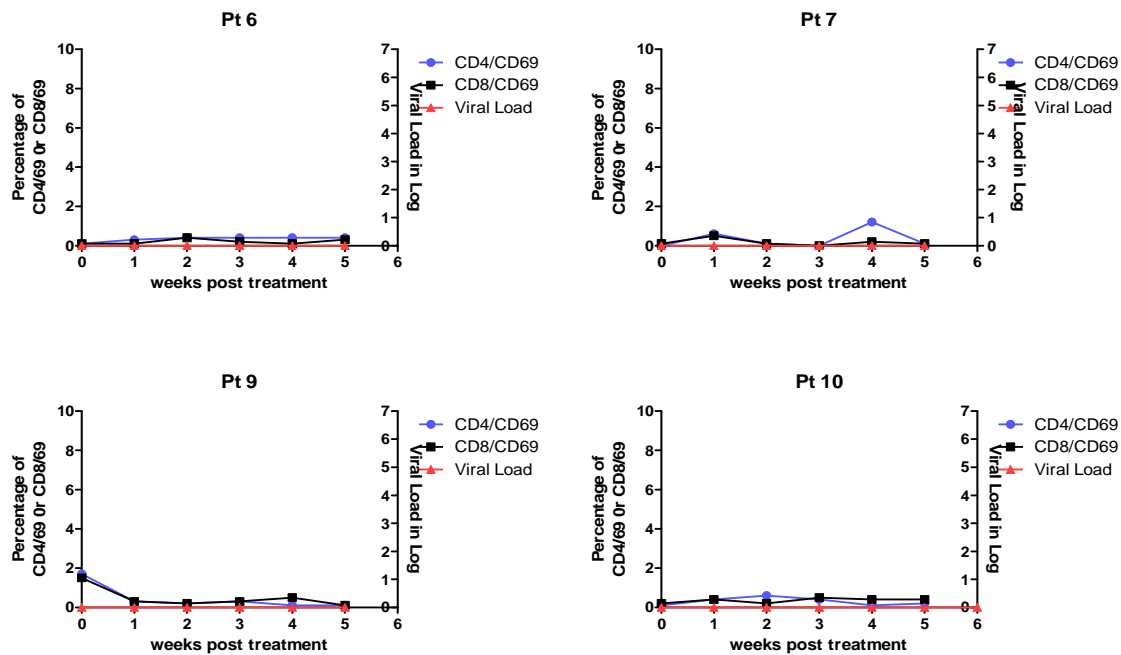 Pt 6
10
8
6
4
2
0
Percentage of
CD4/69 0r CD8/69
7
6
5
4
3
2
1
0
Viral Load in Log
CD4/CD69
CD8/CD69
Viral Load
0 1 2 3 4 5 6
weeks post treatment
Pt 7
10
8
6
4
2
0
Percentage of
CD4/69 0r CD8/69
7
6
5
4
3
2
1
0
Viral Load in Log
CD4/CD69
CD8/CD69
Viral Load
0 1 2 3 4 5 6
weeks post treatment
Pt 9
10
8
6
4
2
0
Percentage of
CD4/69 0r CD8/69
7
6
5
4
3
2
1
0
Viral Load in Log
CD4/CD69
CD8/CD69
Viral Load
0 1 2 3 4 5 6
weeks post treatment
Pt 10
10
8
6
4
2
0
Percentage of
CD4/69 0r CD8/69
7
6
5
4
3
2
1
0
Viral Load in Log
CD4/CD69
CD8/CD69
Viral Load
0 1 2 3 4 5 6
weeks post treatment